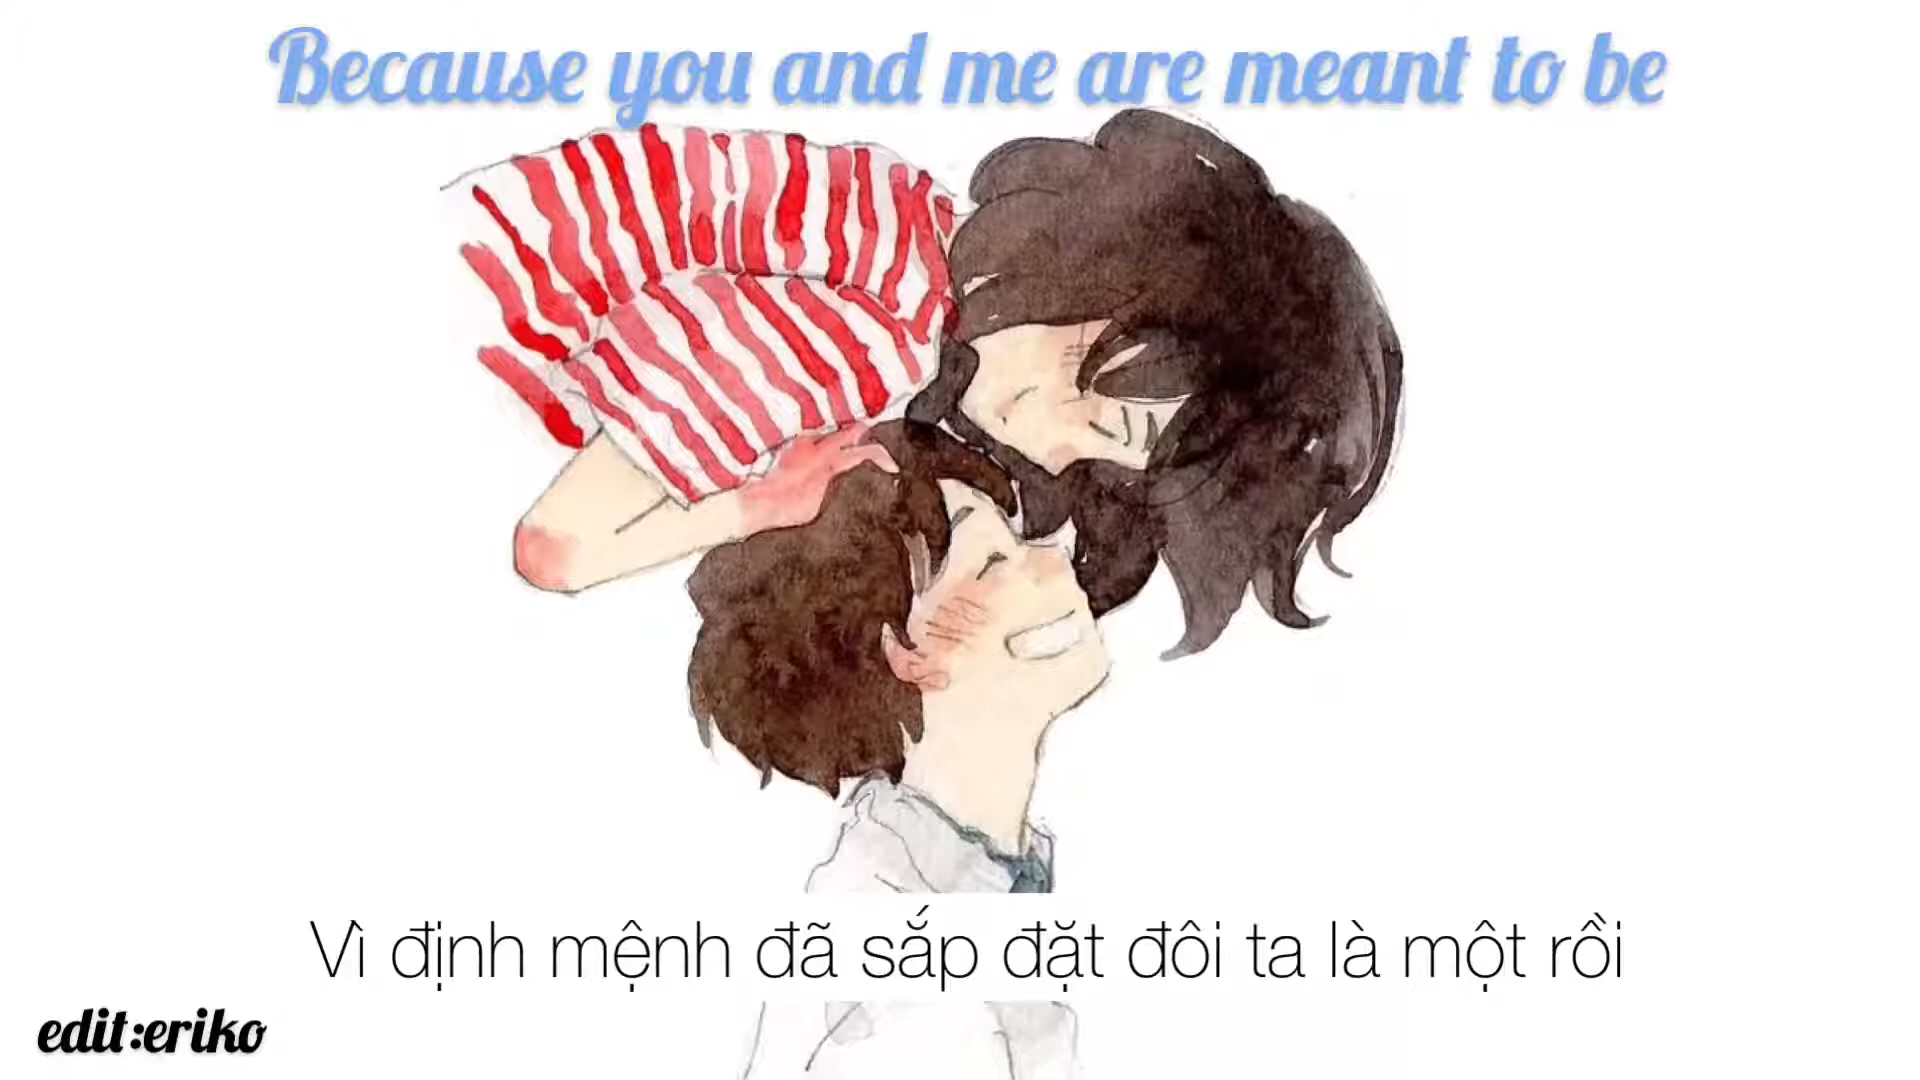 Because you and me are meant to be
Vì định mệnh đã sắp đặt đôi ta là một rồi
edit:eriko